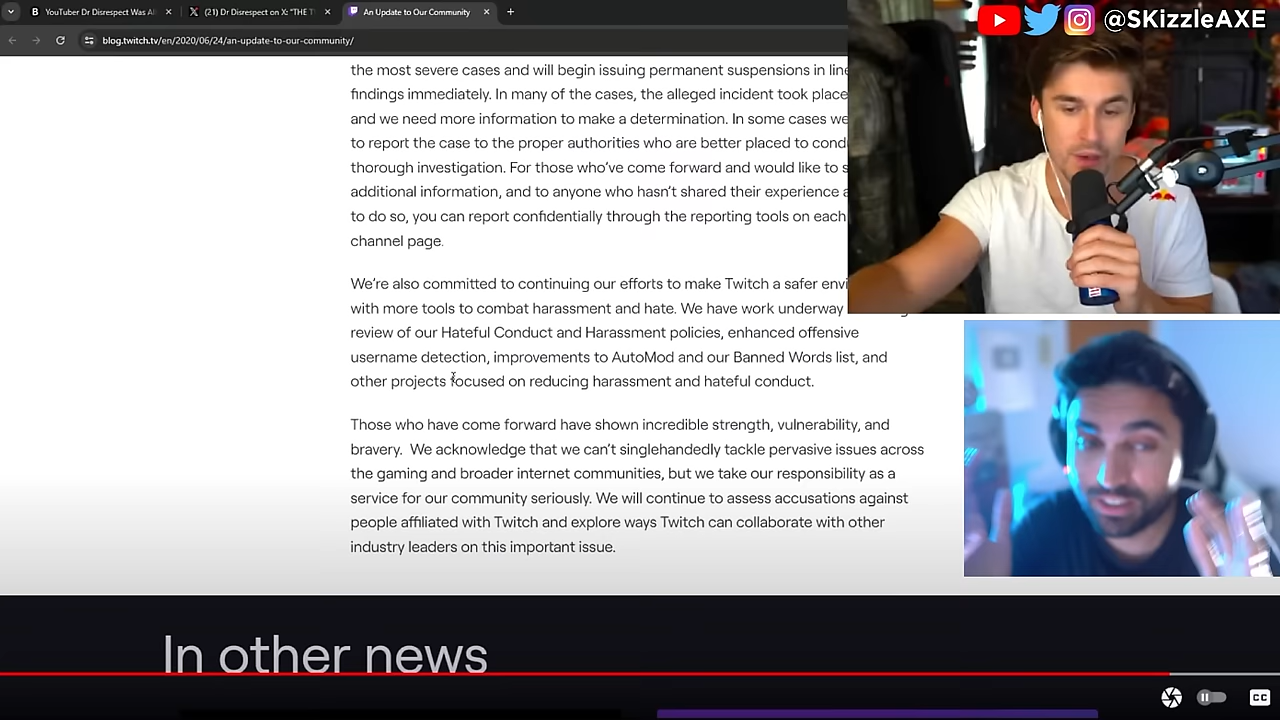 YouTuber Dr Disrespect Was Al
(21) Dr Disrespect on X: "THE T
An Update to Our Community
blog.twitch.tv/en/2020/06/24/an-update-to-our-community/
@SKizzleAXE
the most severe cases and will begin issuing permanent suspensions in line
findings immediately. In many of the cases, the alleged incident took place
and we need more information to make a determination. In some cases we
to report the case to the proper authorities who are better placed to cond
thorough investigation. For those who've come forward and would like to s
additional information, and to anyone who hasn't shared their experience a
to do so, you can report confidentially through the reporting tools on each
channel page.
We're also committed to continuing our efforts to make Twitch a safer envi
with more tools to combat harassment and hate. We have work underway
review of our Hateful Conduct and Harassment policies, enhanced offensive
username detection, improvements to AutoMod and our Banned Words list, and
other projects focused on reducing harassment and hateful conduct.
Those who have come forward have shown incredible strength, vulnerability, and
bravery. We acknowledge that we can't singlehandedly tackle pervasive issues across
the gaming and broader internet communities, but we take our responsibility as a
service for our community seriously. We will continue to assess accusations against
people affiliated with Twitch and explore ways Twitch can collaborate with other
industry leaders on this important issue.
In other news
CC